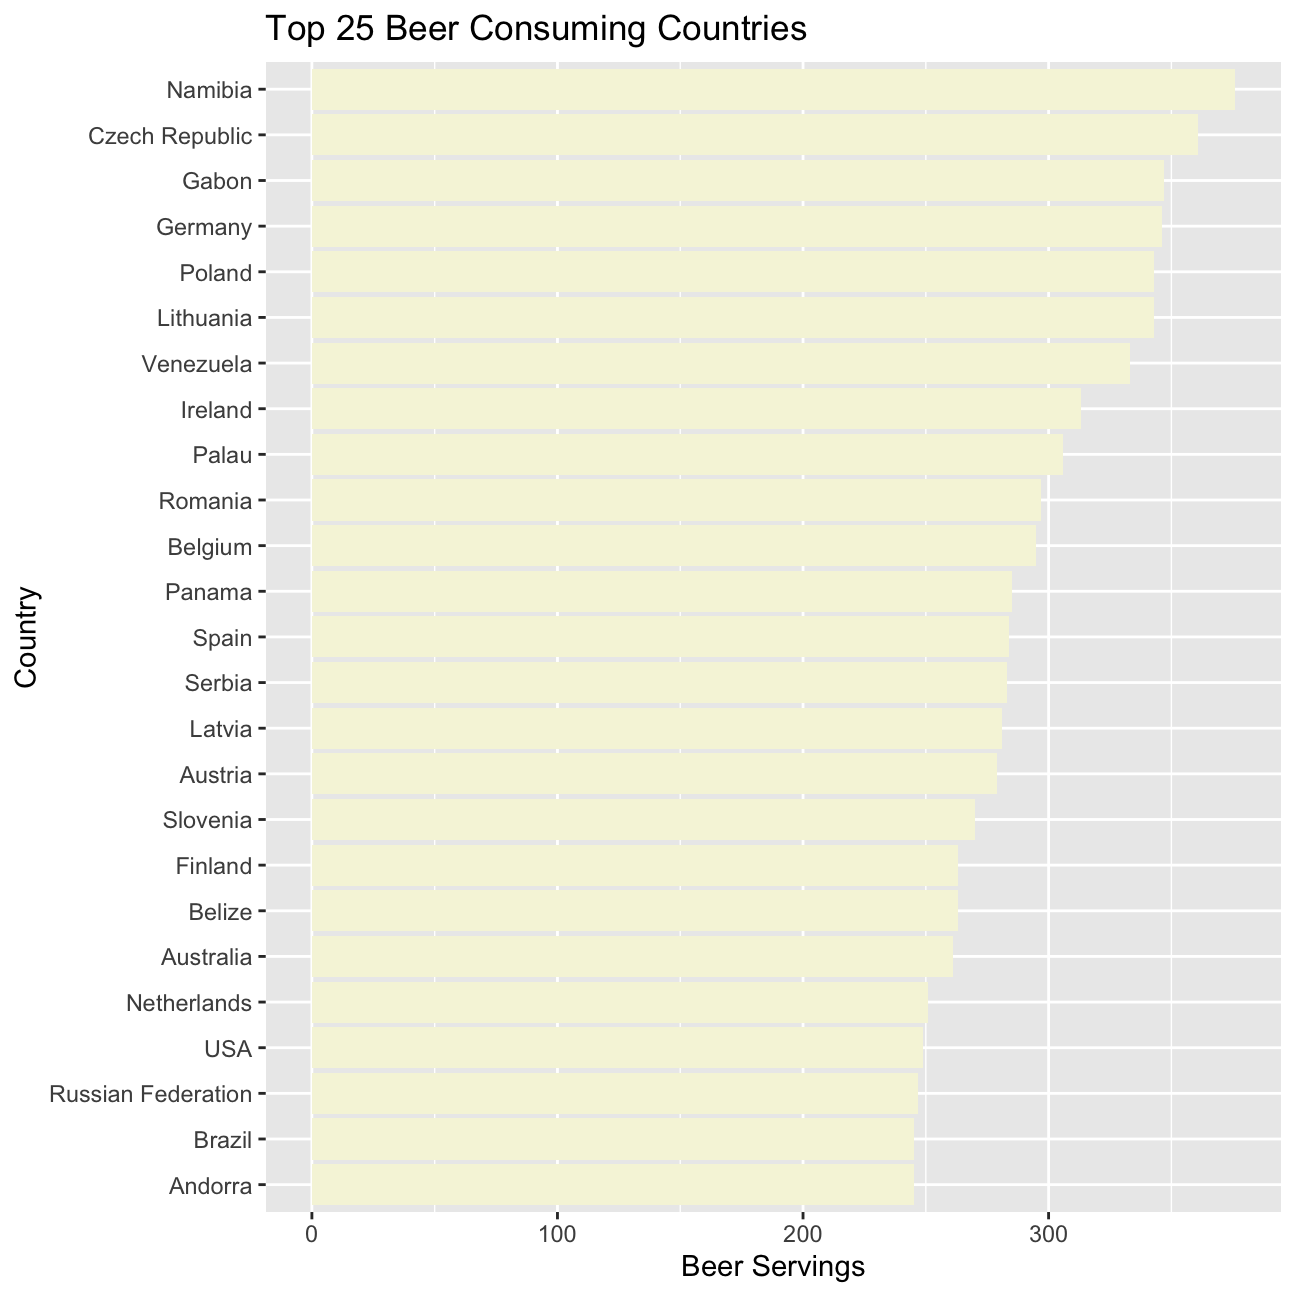 Top 25 Beer Consuming Countries
Country
Namibia
Czech Republic
Gabon
Germany
Poland
Lithuania
Venezuela
Ireland
Palau
Romania
Belgium
Panama
Spain
Serbia
Latvia
Austria
Slovenia
Finland
Belize
Australia
Netherlands
USA
Russian Federation
Brazil
Andorra
0 100 200 300
Beer Servings